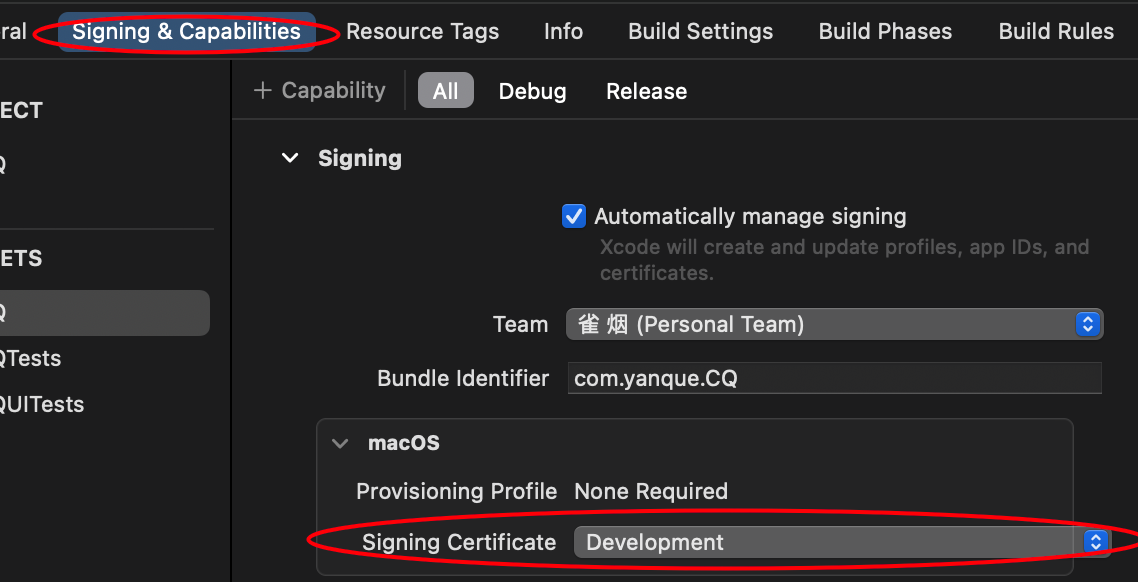 ral Signing & Capabilities Resource Tags Info Build Settings Build Phases Build Rules
+ Capability All Debug Release
ECT
Q
ETS
Q
QTests
QUITests
Signing
Automatically manage signing
Xcode will create and update profiles, app IDs, and
certificates.
Team 雀 烟 (Personal Team)
Bundle Identifier com.yanque.CQ
macOS
Provisioning Profile None Required
Signing Certificate Development